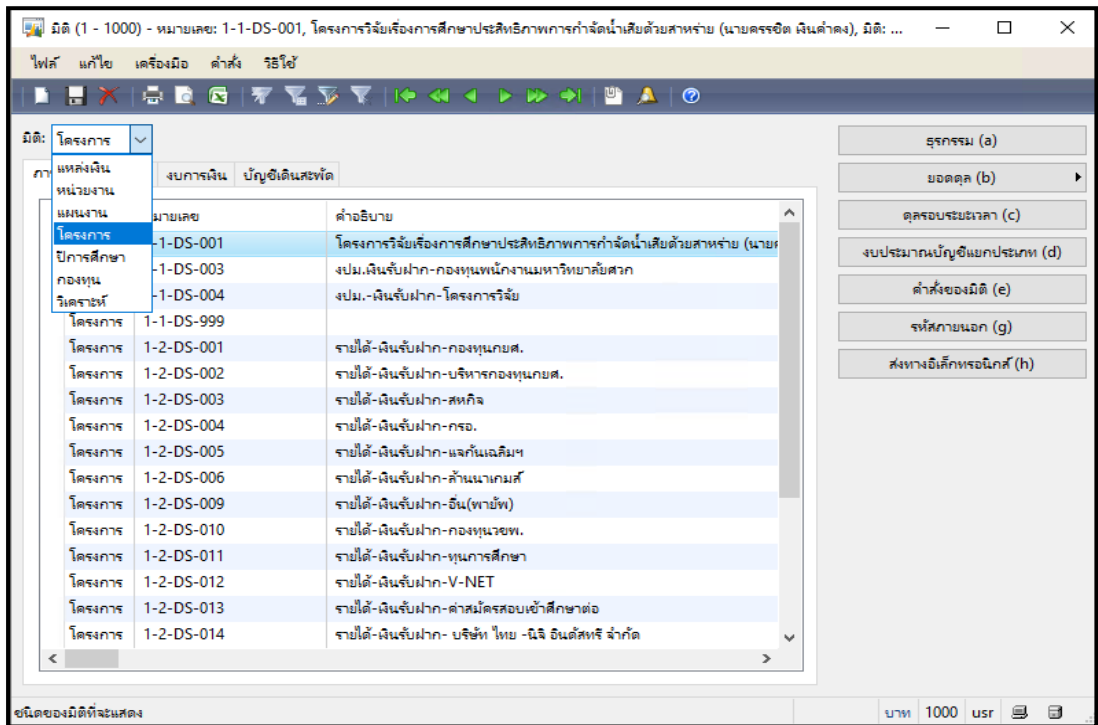 มิติ (1 - 1000) - หมายเลข: 1-1-DS-001, โครงการวิจัยเรื่องการศึกษาประสิทธิภาพการกำจัดน้ำเสียด้วยสาหร่าย (นายครรชิต เงินคำคง), มิติ: ...
ไฟล์ แก้ไข เครื่องมือ คำสั่ง วิธีใช้
มิติ: โครงการ
แหล่งเงิน
หน่วยงาน
แผนงาน
โครงการ
ปีการศึกษา
กองทุน
วิเคราะห์
ภา งบการเงิน บัญชีเดินสะพัด
มายเลข คำอธิบาย
-1-DS-001 โครงการวิจัยเรื่องการศึกษาประสิทธิภาพการกำจัดน้ำเสียด้วยสาหร่าย (นายค
-1-DS-003 งปม.เงินรับฝาก-กองทุนพนักงานมหาวิทยาลัยศวก
-1-DS-004 งปม.-เงินรับฝาก-โครงการวิจัย
โครงการ 1-1-DS-999
โครงการ 1-2-DS-001 รายได้-เงินรับฝาก-กองทุนกยศ.
โครงการ 1-2-DS-002 รายได้-เงินรับฝาก-บริหารกองทุนกยศ.
โครงการ 1-2-DS-003 รายได้-เงินรับฝาก-สหกิจ
โครงการ 1-2-DS-004 รายได้-เงินรับฝาก-กรอ.
โครงการ 1-2-DS-005 รายได้-เงินรับฝาก-แจกันเฉลิมฯ
โครงการ 1-2-DS-006 รายได้-เงินรับฝาก-ล้านนาเกมส์
โครงการ 1-2-DS-009 รายได้-เงินรับฝาก-อื่น(พายัพ)
โครงการ 1-2-DS-010 รายได้-เงินรับฝาก-กองทุนวชพ.
โครงการ 1-2-DS-011 รายได้-เงินรับฝาก-ทุนการศึกษา
โครงการ 1-2-DS-012 รายได้-เงินรับฝาก-V-NET
โครงการ 1-2-DS-013 รายได้-เงินรับฝาก-ค่าสมัครสอบเข้าศึกษาต่อ
โครงการ 1-2-DS-014 รายได้-เงินรับฝาก- บริษัท ไทย -นิจิ อินดัสทรี จำกัด
ธุรกรรม (a)
ยอดดุล (b)
ดุลรอบระยะเวลา (c)
งบประมาณบัญชีแยกประเภท (d)
คำสั่งของมิติ (e)
รหัสภายนอก (g)
ส่งทางอิเล็กทรอนิกส์ (h)
ชนิดของมิติที่จะแสดง บาท 1000 usr